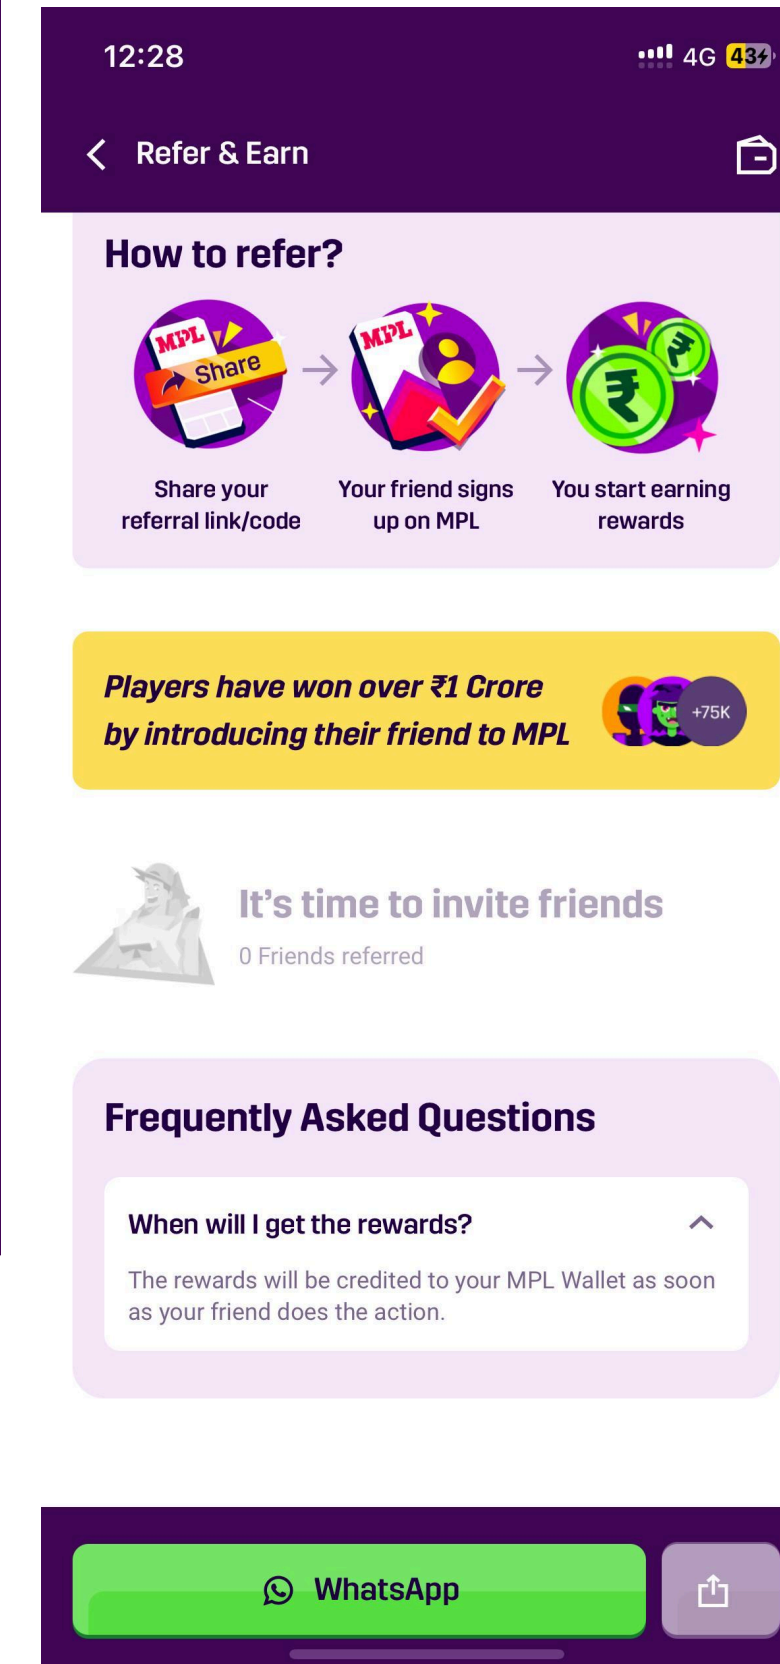 12:28
4G 43
Refer & Earn
How to refer?
MPL
Share
MPL
Share your
referral link/code
Your friend signs
up on MPL
You start earning
rewards
Players have won over ₹1 Crore
by introducing their friend to MPL
+75K
It's time to invite friends
0 Friends referred
Frequently Asked Questions
When will I get the rewards?
The rewards will be credited to your MPL Wallet as soon
as your friend does the action.
WhatsApp